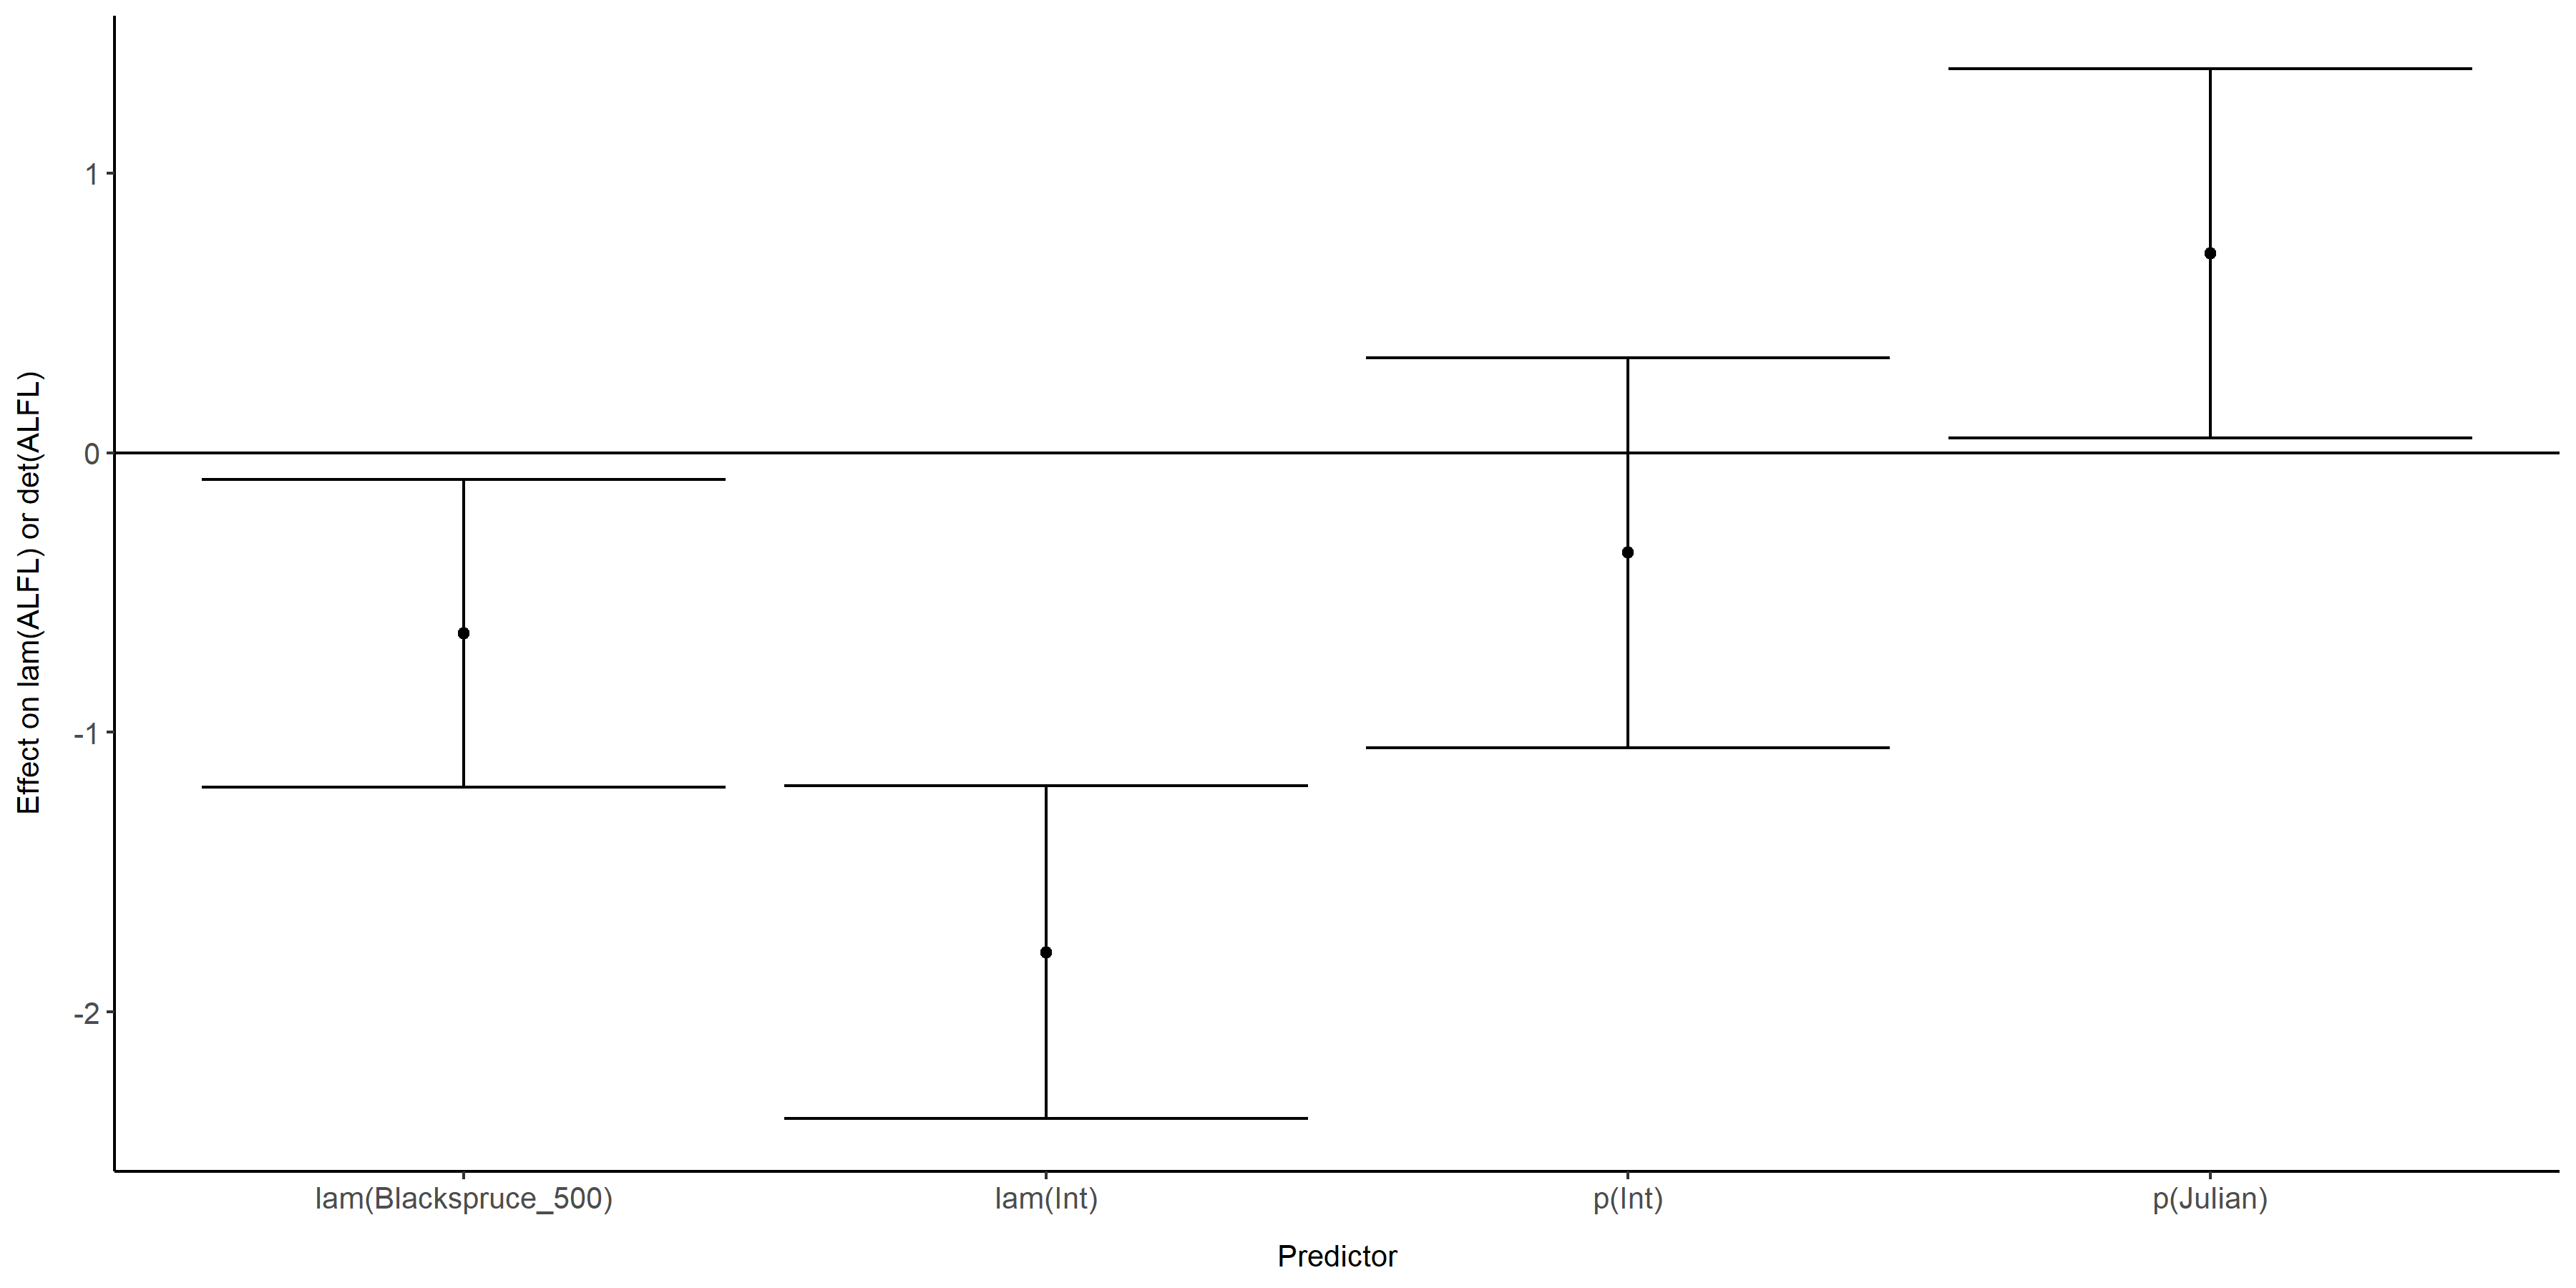 Effect on lam(ALFL) or det(ALFL)
1
0
-1
-2
lam(Blackspruce_500)
lam(Int)
p(Int)
p(Julian)
Predictor